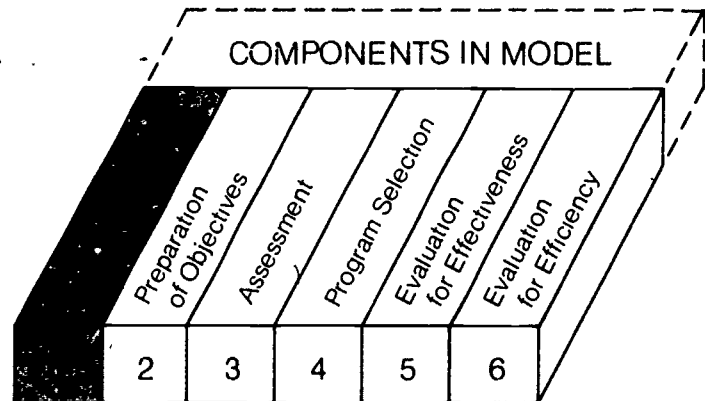 COMPONENTS IN MODEL
Preparation
of Objectives
Assessment
Program Selection
Evaluation
for Effectiveness
Evaluation
for Efficiency
2 3 4 5 6